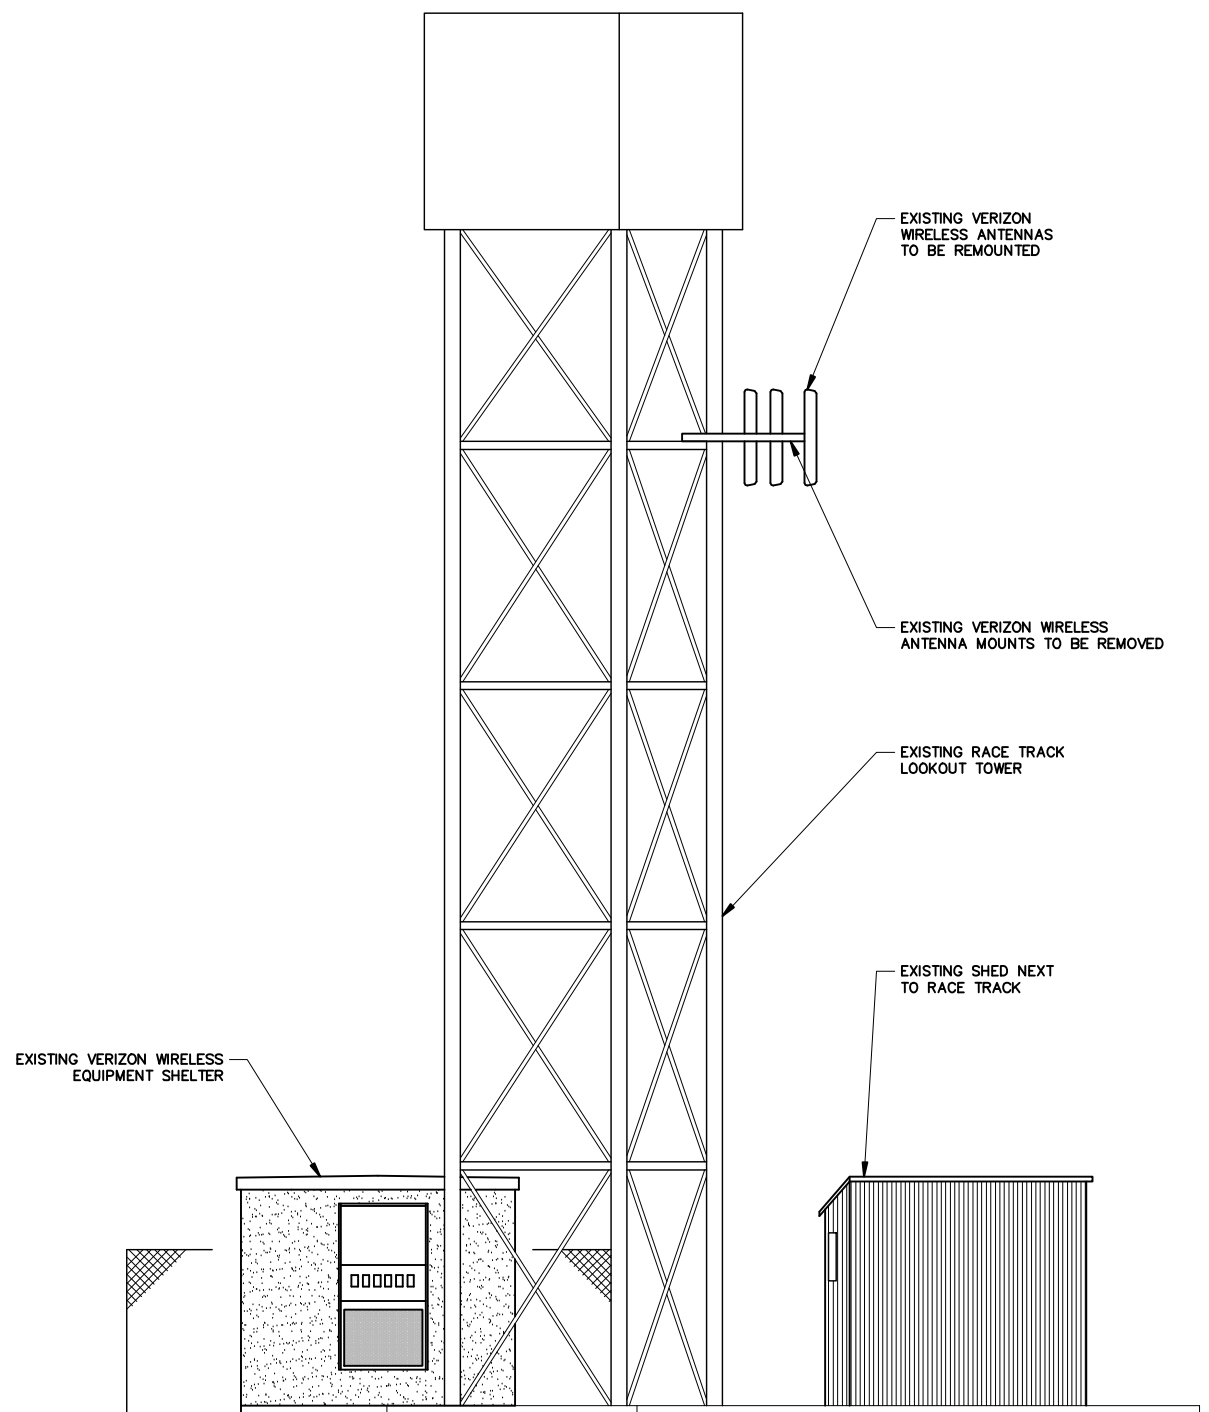 EXISTING VERIZON
WIRELESS ANTENNAS
TO BE REMOUNTED
EXISTING VERIZON WIRELESS
ANTENNA MOUNTS TO BE REMOVED
EXISTING RACE TRACK
LOOKOUT TOWER
EXISTING SHED NEXT
TO RACE TRACK
EXISTING VERIZON WIRELESS
EQUIPMENT SHELTER